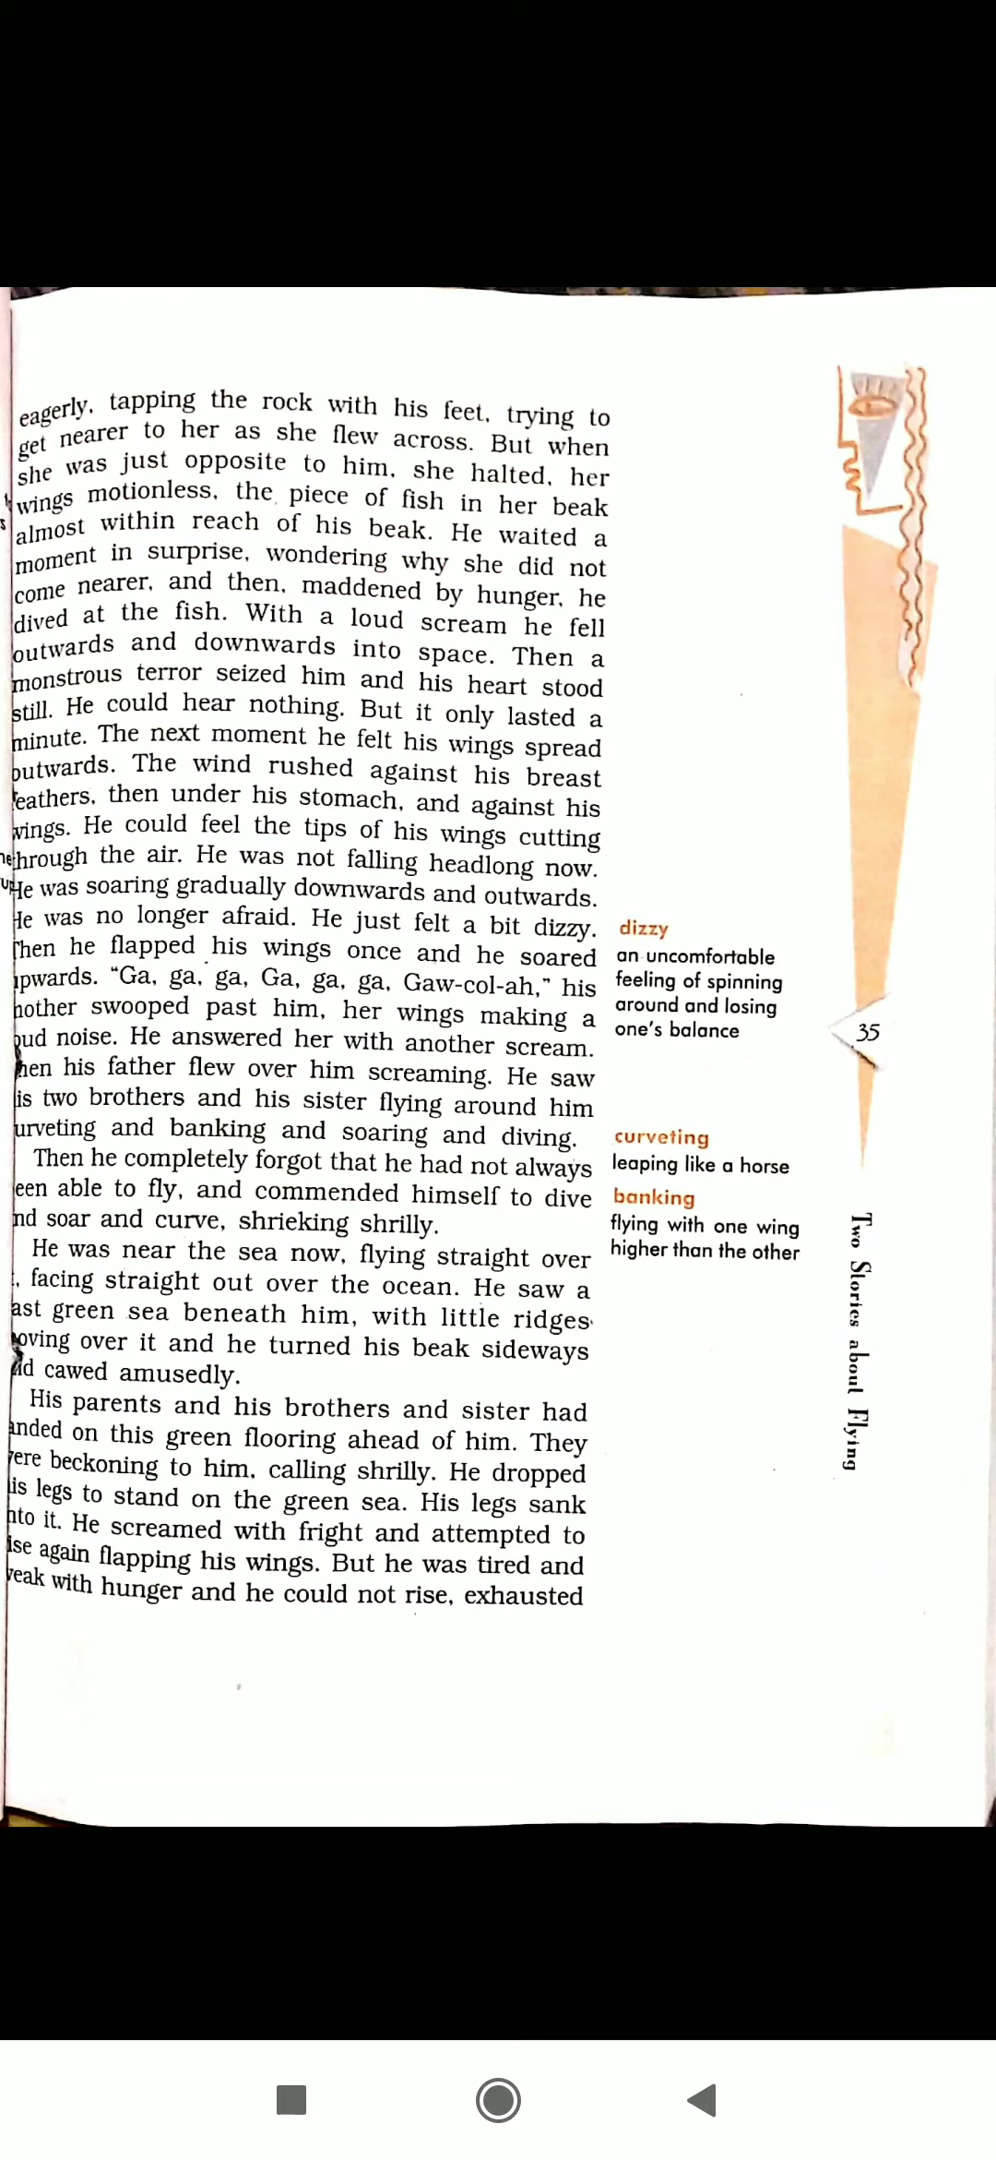 eagerly, tapping the rock with his feet, trying to
get nearer to her as she flew across. But when
she was just opposite to him, she halted, her
wings motionless, the piece of fish in her beak
almost within reach of his beak. He waited a
moment in surprise, wondering why she did not
come nearer, and then, maddened by hunger, he
dived at the fish. With a loud scream he fell
outwards and downwards into space. Then a
monstrous terror seized him and his heart stood
still. He could hear nothing. But it only lasted a
minute. The next moment he felt his wings spread
outwards. The wind rushed against his breast
feathers, then under his stomach, and against his
wings. He could feel the tips of his wings cutting
through the air. He was not falling headlong now.
He was soaring gradually downwards and outwards.
He was no longer afraid. He just felt a bit dizzy.
Then he flapped his wings once and he soared
upwards. “Ga, ga, ga, Ga, ga, ga, Gaw-col-ah,” his
mother swooped past him, her wings making a
oud noise. He answered her with another scream.
hen his father flew over him screaming. He saw
is two brothers and his sister flying around him
urveting and banking and soaring and diving.
Then he completely forgot that he had not always
een able to fly, and commended himself to dive
nd soar and curve, shrieking shrilly.
He was near the sea now, flying straight over
, facing straight out over the ocean. He saw a
ast green sea beneath him, with little ridges
oving over it and he turned his beak sideways
nd cawed amusedly.
His parents and his brothers and sister had
anded on this green flooring ahead of him. They
ere beckoning to him, calling shrilly. He dropped
is legs to stand on the green sea. His legs sank
nto it. He screamed with fright and attempted to
ise again flapping his wings. But he was tired and
eak with hunger and he could not rise, exhausted
dizzy
an uncomfortable
feeling of spinning
around and losing
one's balance
curveting
leaping like a horse
banking
flying with one wing
higher than the other
35
Two Stories about Flying